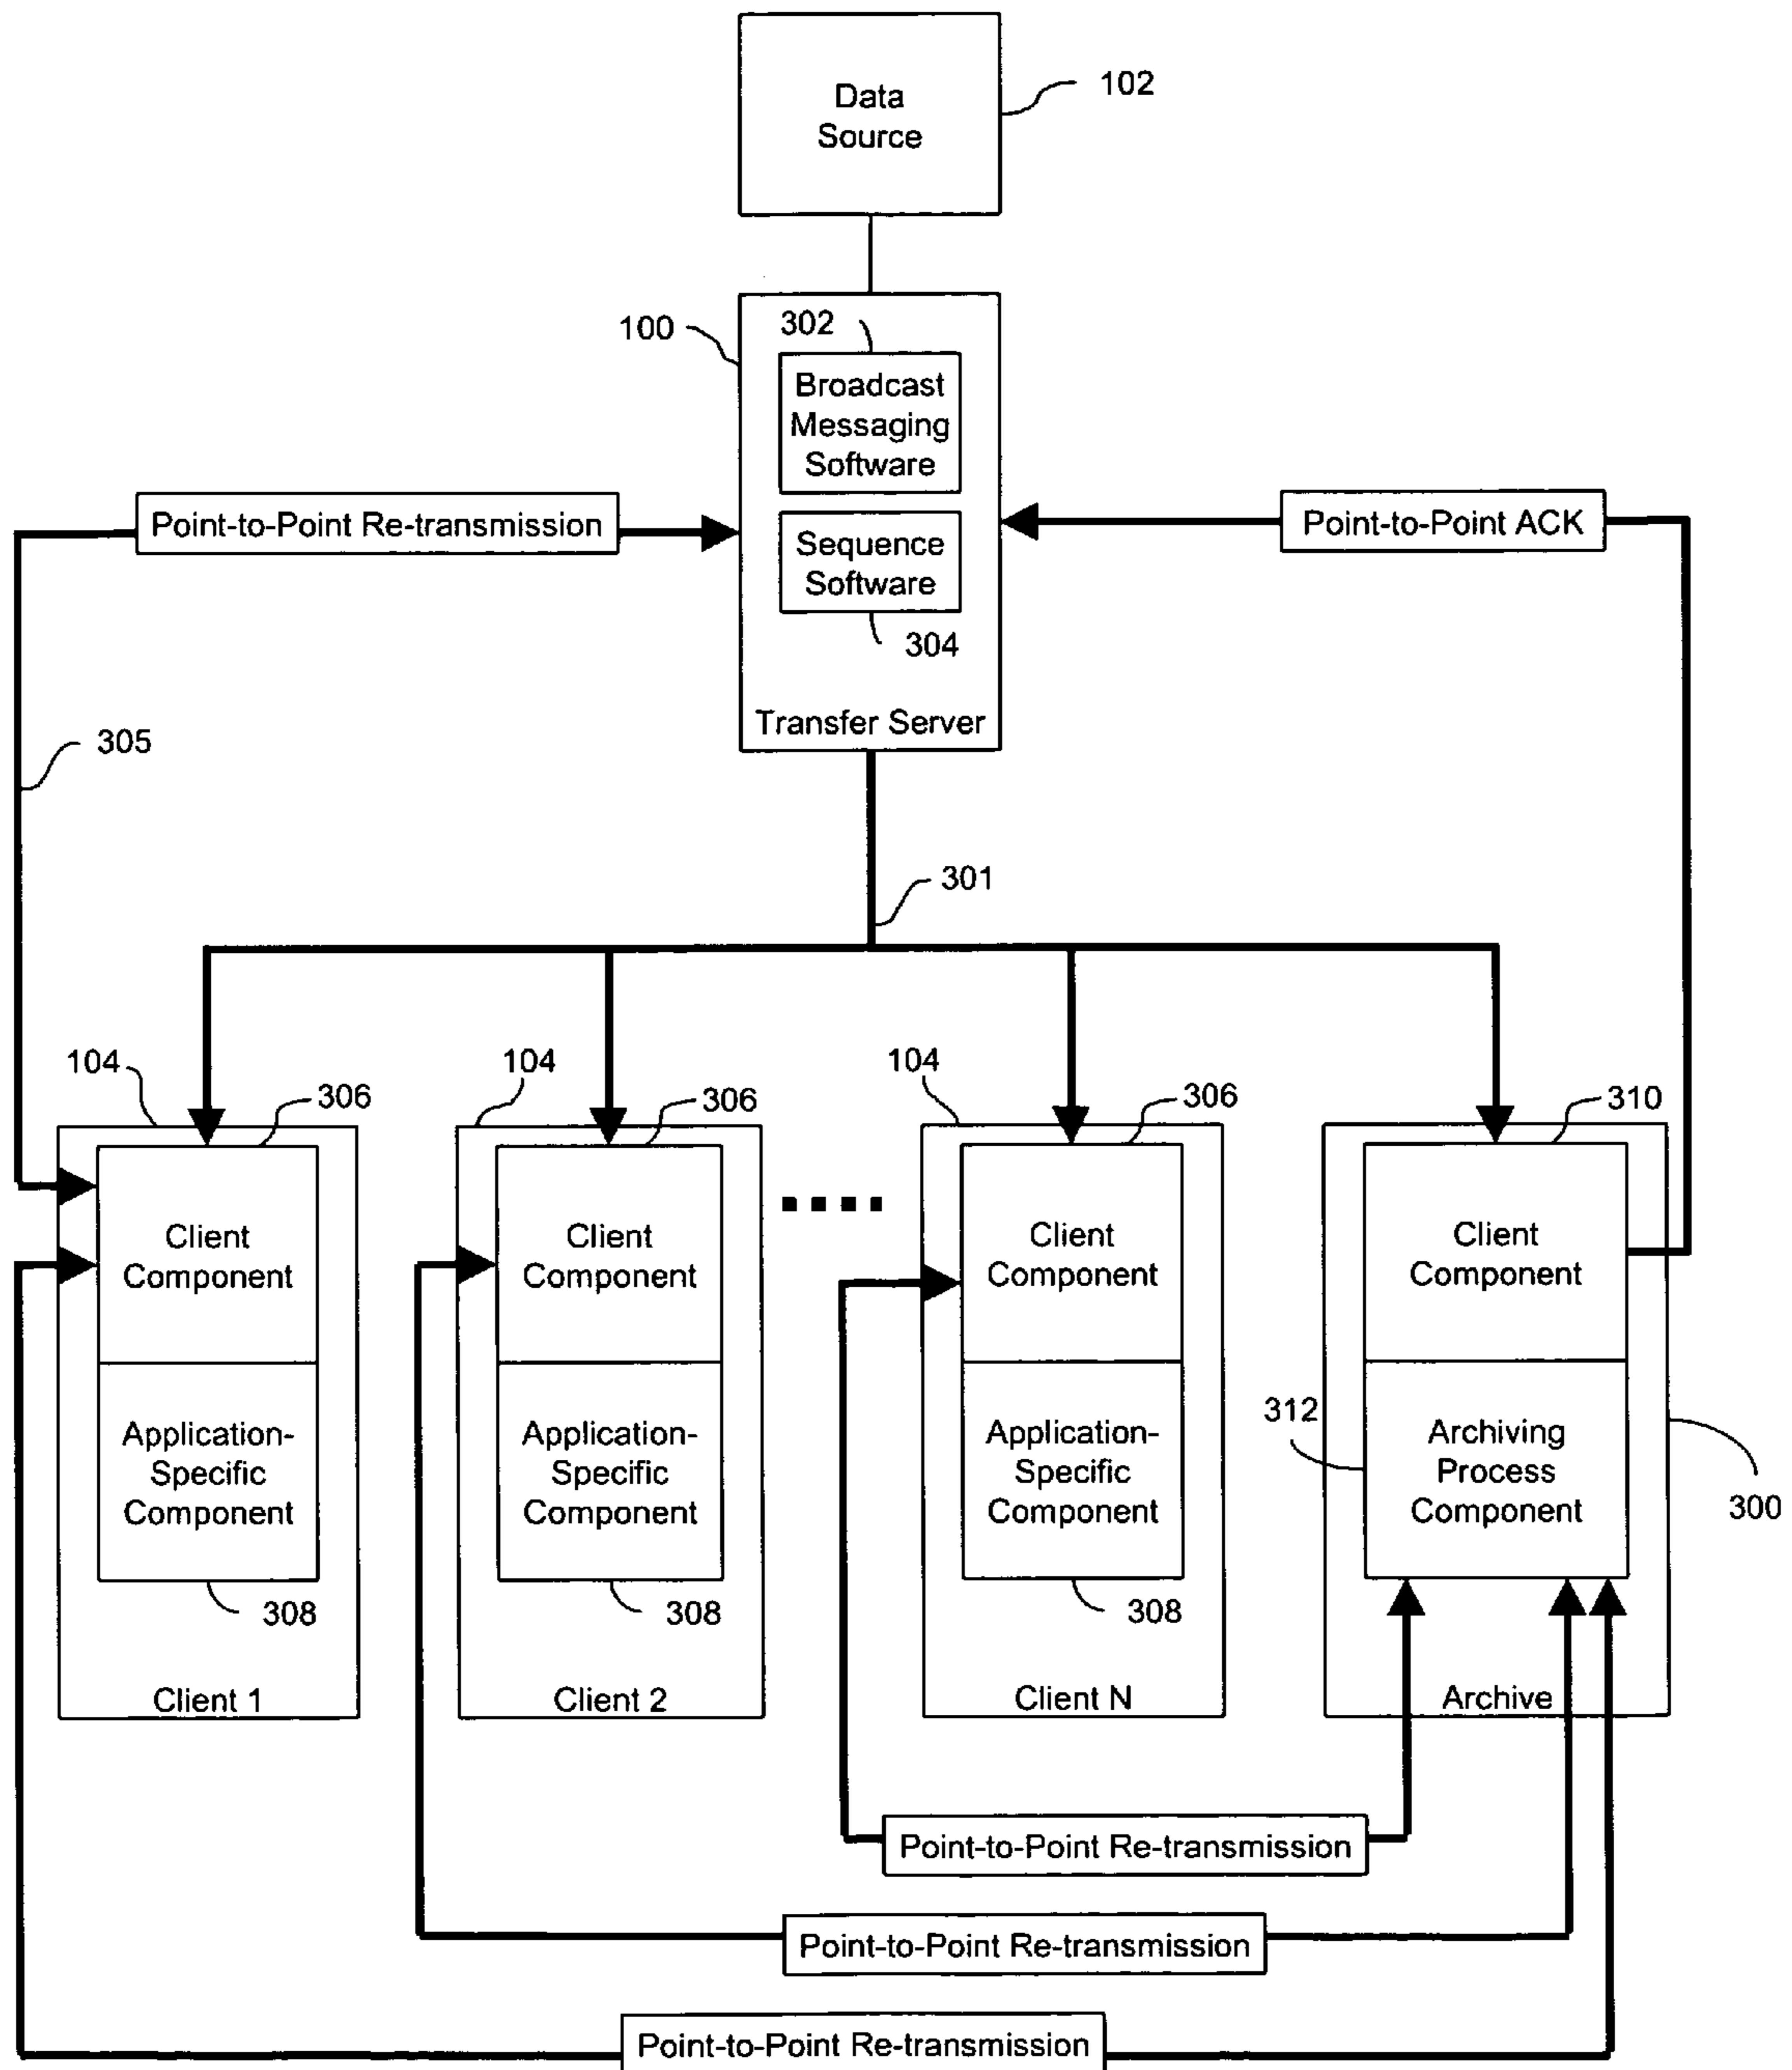 Data
Source
102
100
302
Broadcast
Messaging
Software
Sequence
Software
304
Transfer Server
Point-to-Point Re-transmission
Point-to-Point ACK
305
301
104
306
Client
Component
Application-
Specific
Component
308
Client 1
104
306
Client
Component
Application-
Specific
Component
308
Client 2
104
306
Client
Component
Application-
Specific
Component
308
Client N
310
Client
Component
312
Archiving
Process
Component
300
Archive
Point-to-Point Re-transmission
Point-to-Point Re-transmission
Point-to-Point Re-transmission